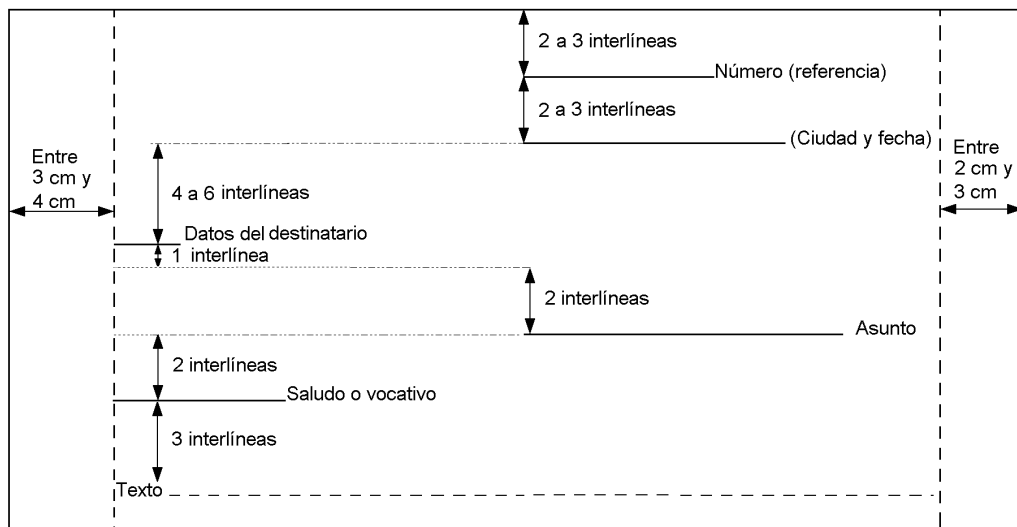 2 a 3 interlíneas
Número (referencia)
2 a 3 interlíneas
(Ciudad y fecha)
Entre
3 cm y
4 cm
Entre
2 cm y
3 cm
4 a 6 interlíneas
Datos del destinatario
1 interlínea
2 interlíneas
Asunto
2 interlíneas
Saludo o vocativo
3 interlíneas
Texto